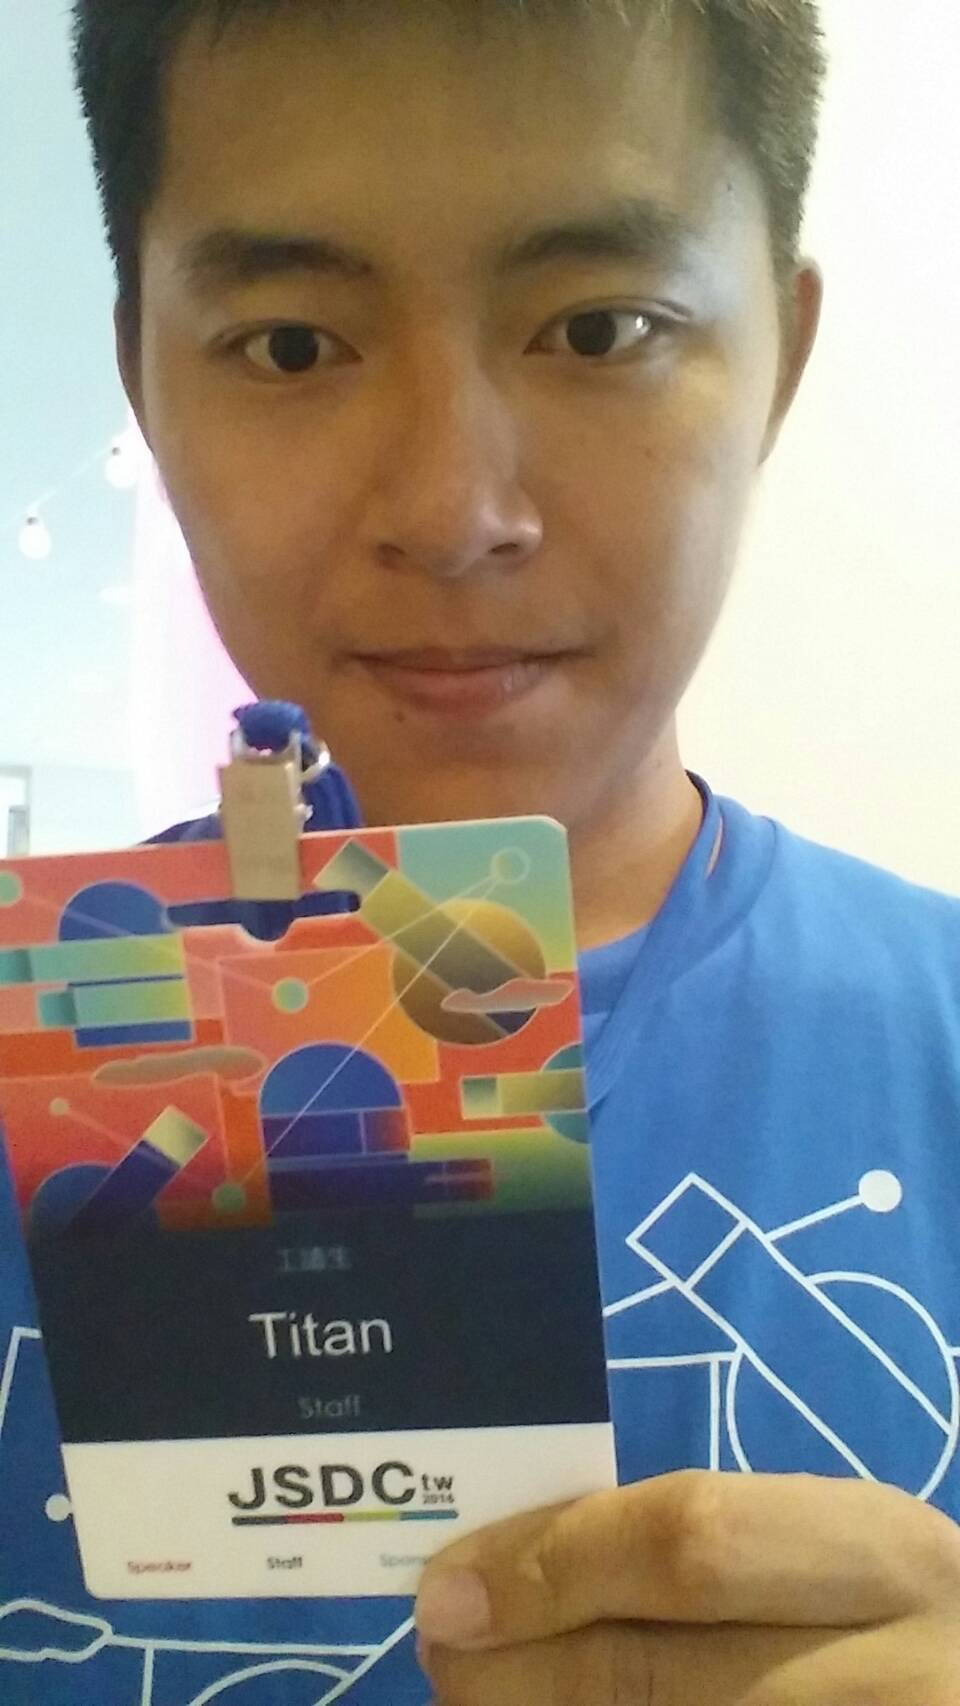 工讀生
Titan
Staff
JSDC tw
2016
Speaker Staff